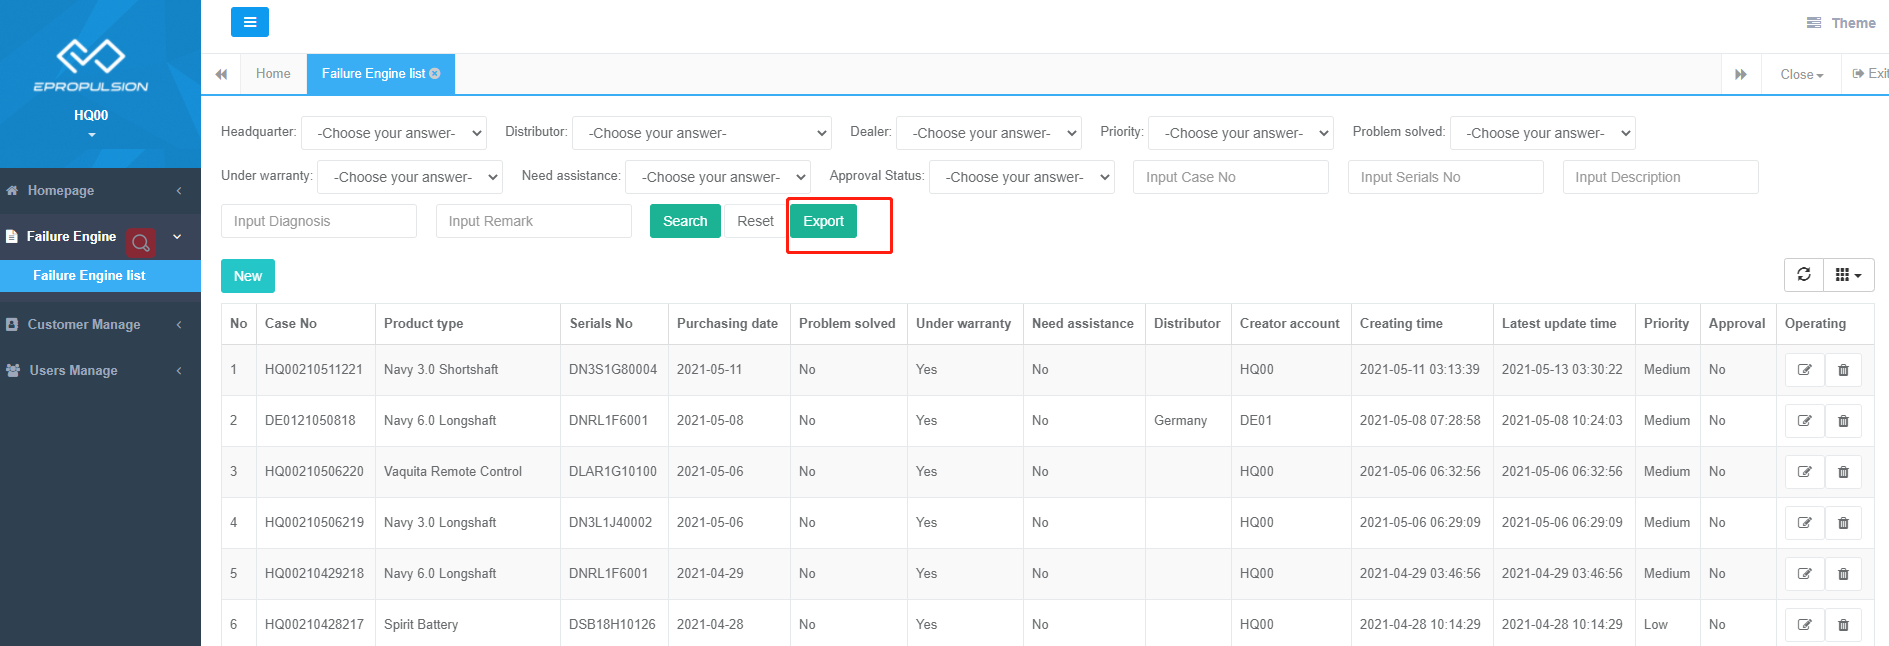 Theme
EPROPULSION
HQ00
Homepage
Failure Engine
Failure Engine list
Customer Manage
Users Manage
Home
Failure Engine list
Close
Exit
Headquarter: -Choose your answer- Distributor: -Choose your answer- Dealer: -Choose your answer- Priority: -Choose your answer- Problem solved: -Choose your answer-
Under warranty: -Choose your answer- Need assistance: -Choose your answer- Approval Status: -Choose your answer- Input Case No Input Serials No Input Description
Input Diagnosis Input Remark Search Reset Export
New
No Case No Product type Serials No Purchasing date Problem solved Under warranty Need assistance Distributor Creator account Creating time Latest update time Priority Approval Operating
1 HQ00210511221 Navy 3.0 Shortshaft DN3S1G80004 2021-05-11 No Yes No HQ00 2021-05-11 03:13:39 2021-05-13 03:30:22 Medium No
2 DE0121050818 Navy 6.0 Longshaft DNRL1F6001 2021-05-08 No Yes No Germany DE01 2021-05-08 07:28:58 2021-05-08 10:24:03 Medium No
3 HQ00210506220 Vaquita Remote Control DLAR1G10100 2021-05-06 No Yes No HQ00 2021-05-06 06:32:56 2021-05-06 06:32:56 Medium No
4 HQ00210506219 Navy 3.0 Longshaft DN3L1J40002 2021-05-06 No Yes No HQ00 2021-05-06 06:29:09 2021-05-06 06:29:09 Medium No
5 HQ00210429218 Navy 6.0 Longshaft DNRL1F6001 2021-04-29 No Yes No HQ00 2021-04-29 03:46:56 2021-04-29 03:46:56 Medium No
6 HQ00210428217 Spirit Battery DSB18H10126 2021-04-28 No Yes No HQ00 2021-04-28 10:14:29 2021-04-28 10:14:29 Low No